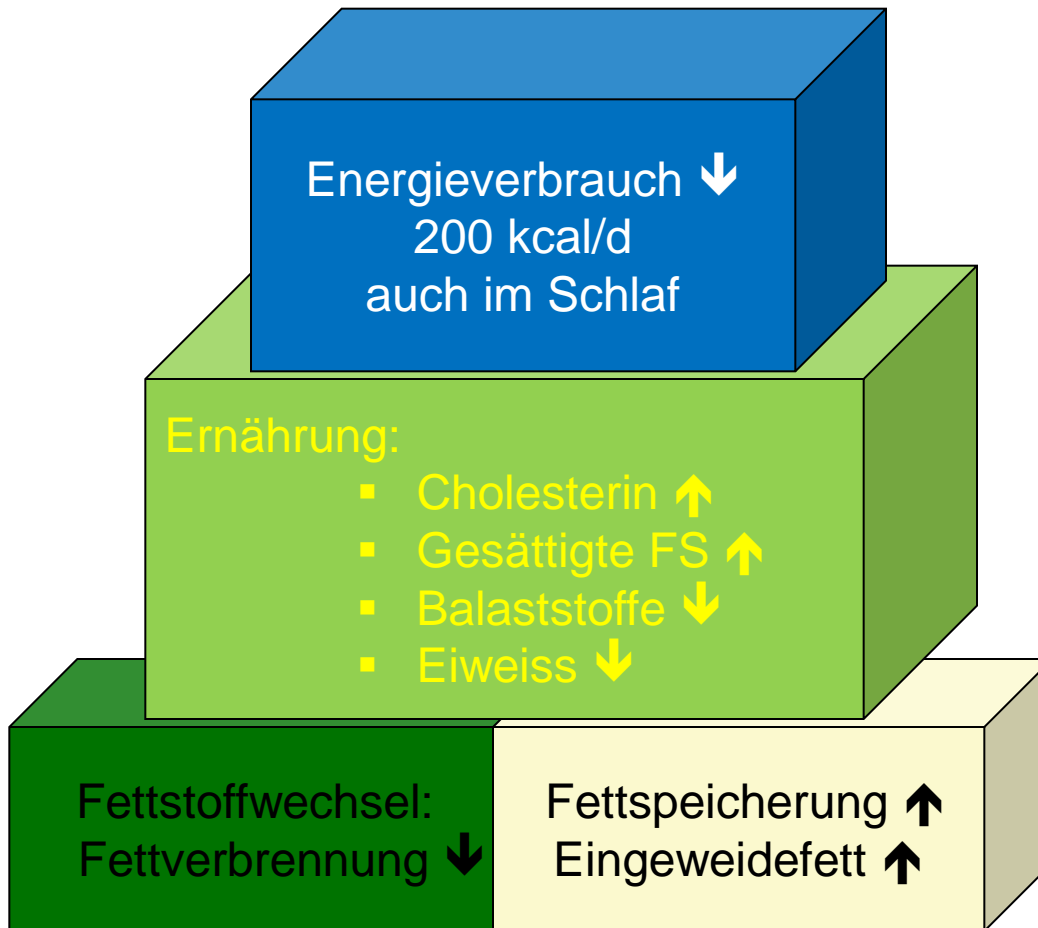 Energieverbrauch 🡻
200 kcal/d
auch im Schlaf
Ernährung:
▪ Cholesterin 🡹
▪ Gesättigte FS 🡹
▪ Balaststoffe 🡻
▪ Eiweiss 🡻
Fettstoffwechsel:
Fettverbrennung 🡻
Fettspeicherung 🡹
Eingeweidefett 🡹